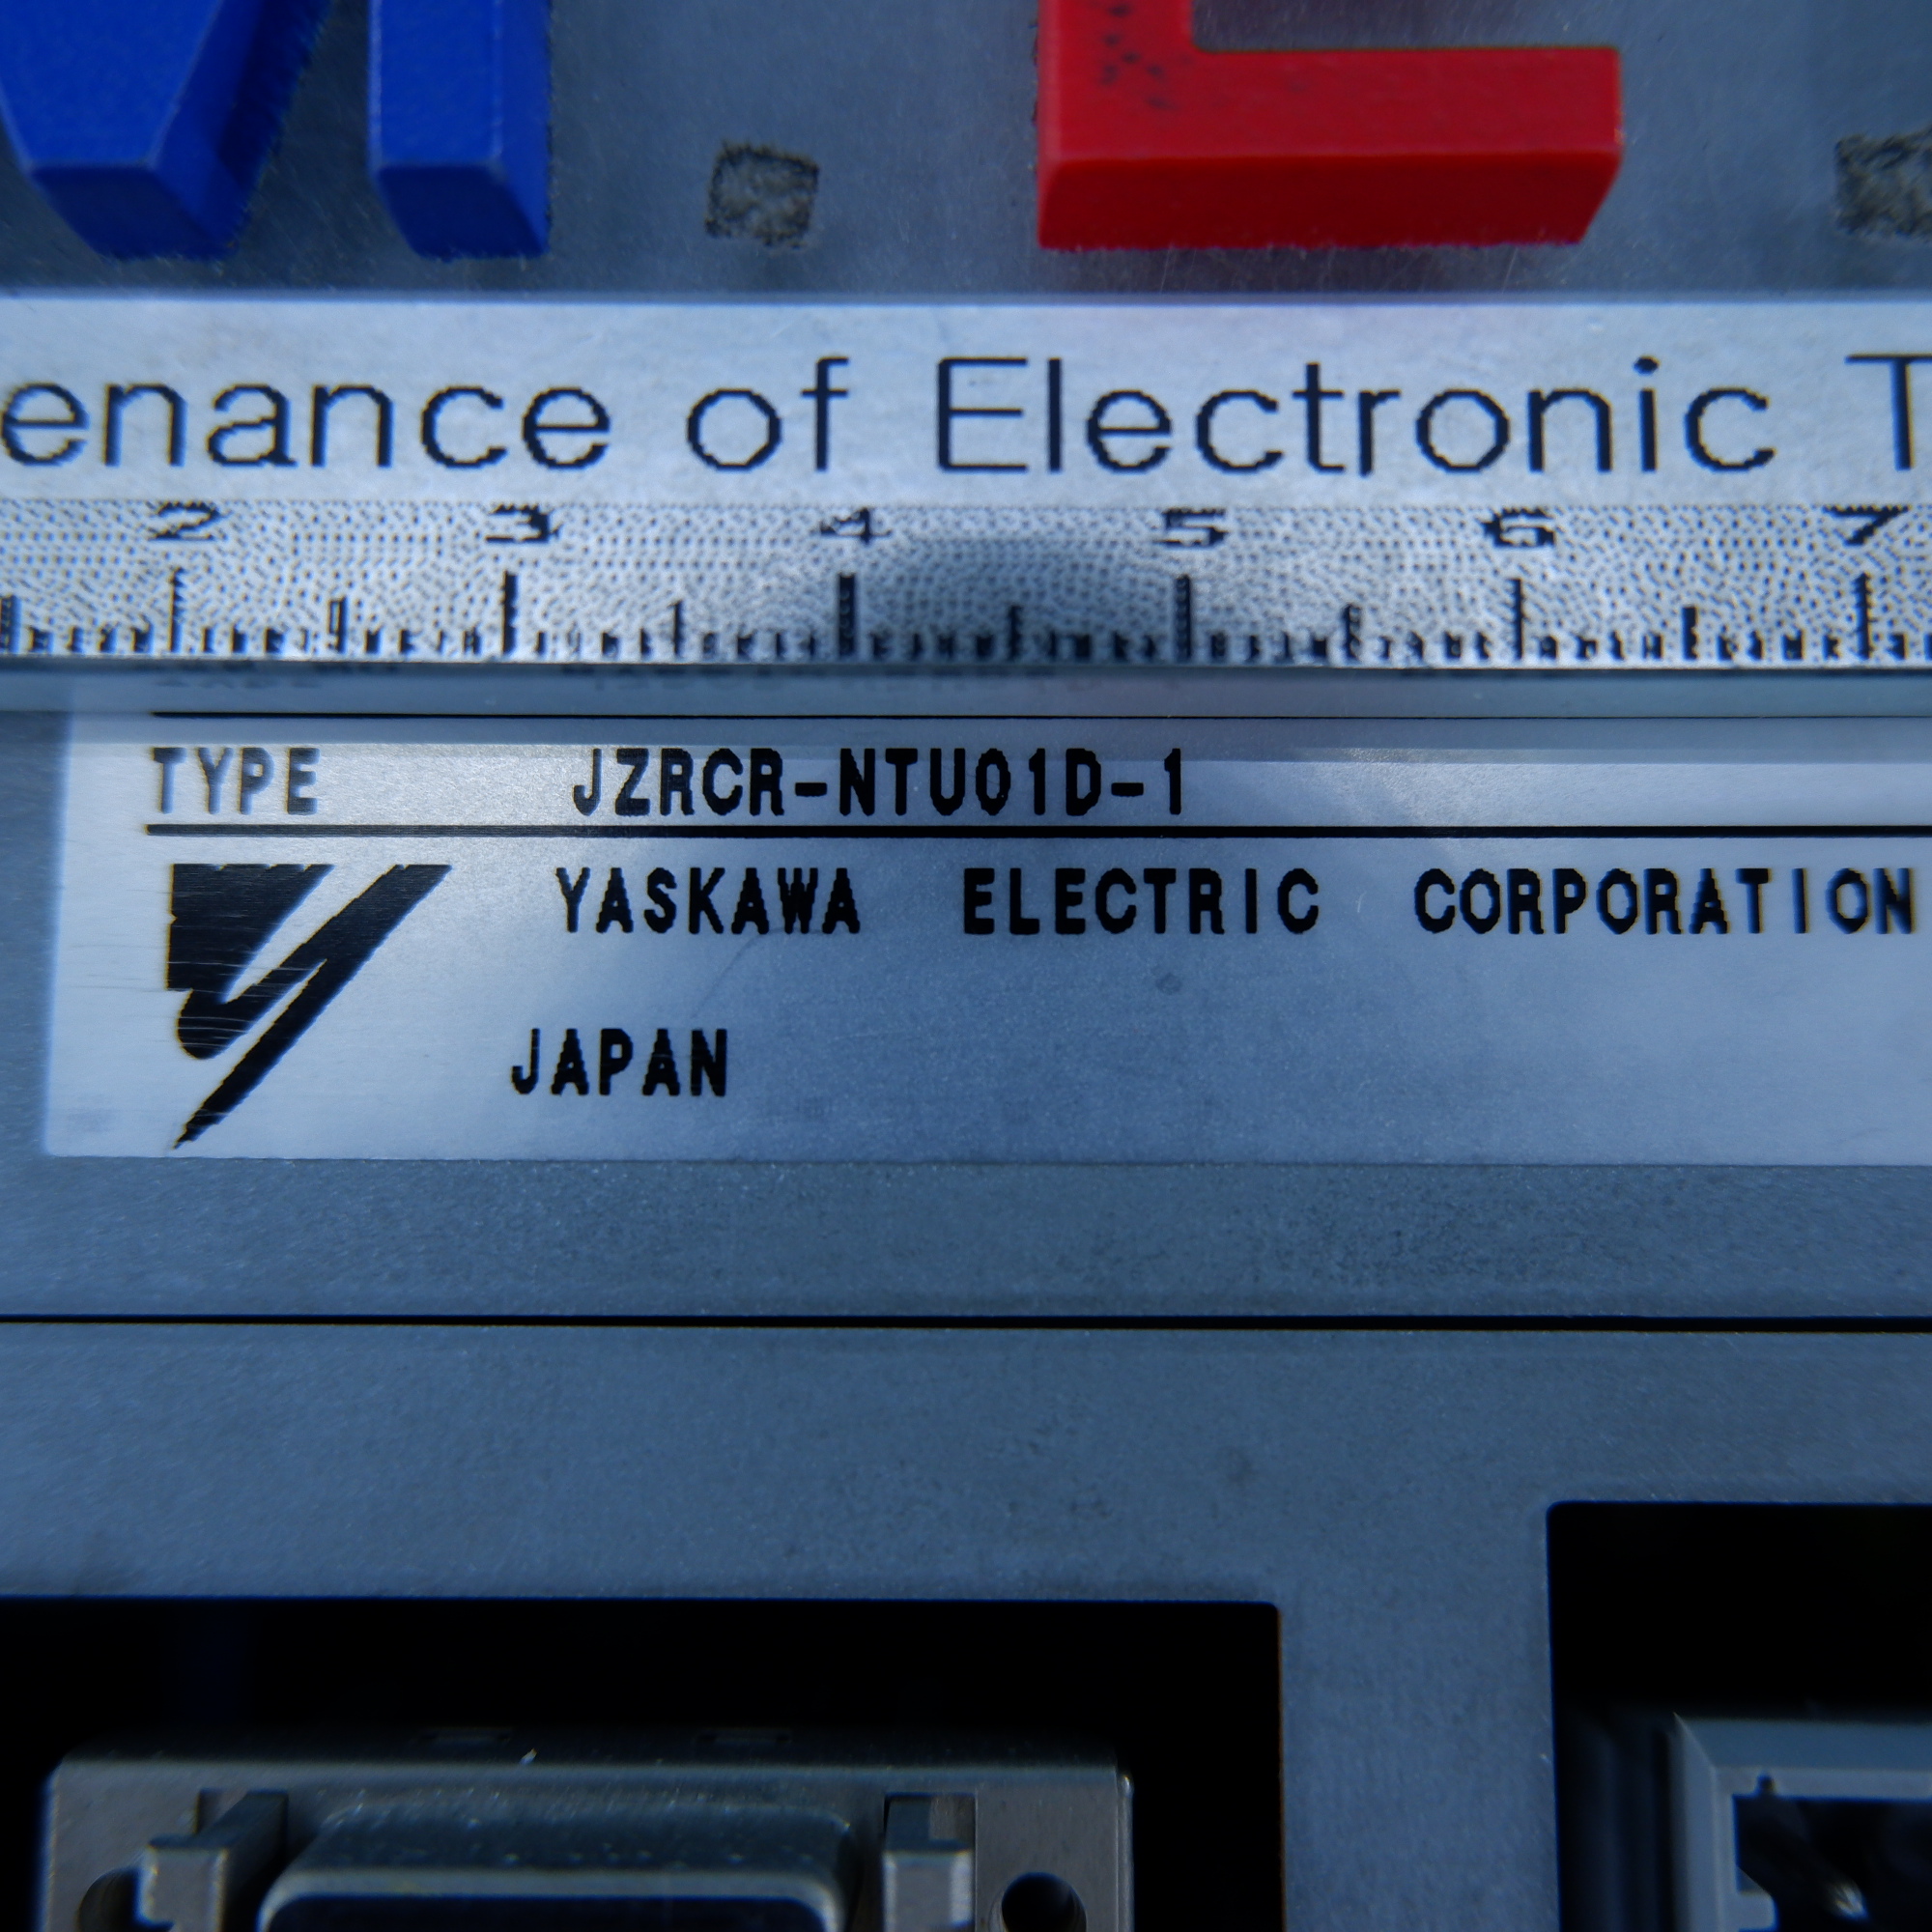 enance of Electronic T
2 3 4 5 6 7
TYPE JZRCR-NTU01D-1
YASKAWA ELECTRIC CORPORATION
JAPAN